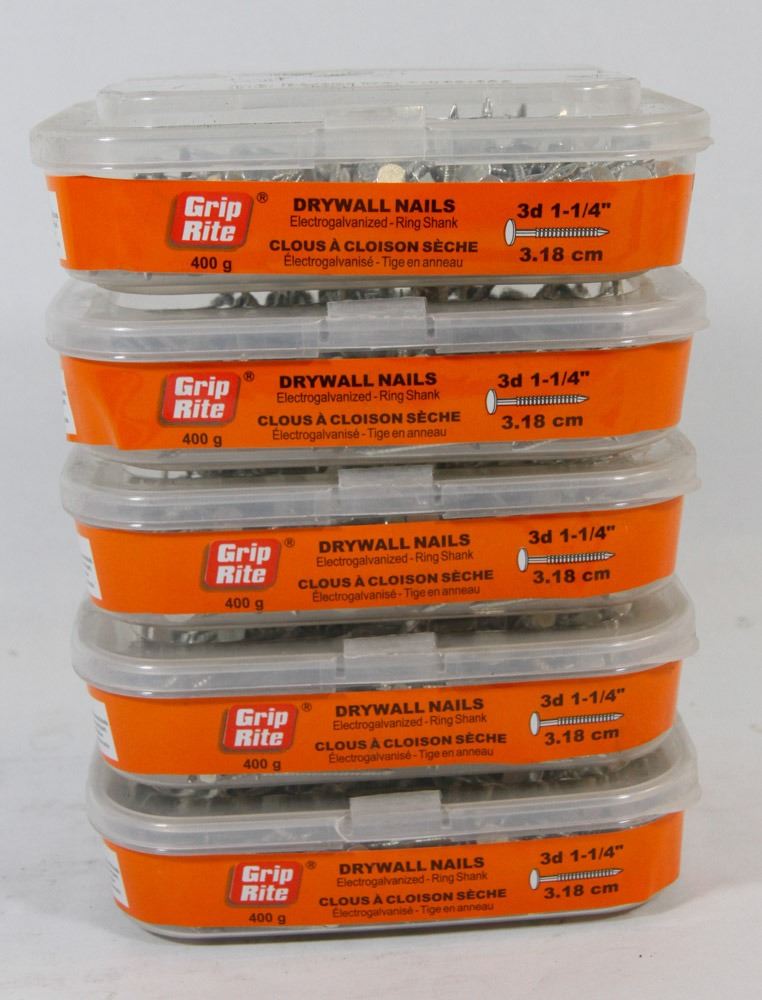 Grip
Rite
®
400 g
DRYWALL NAILS
Electrogalvanized - Ring Shank
CLOUS À CLOISON SÈCHE
Électrogalvanisé - Tige en anneau
3d 1-1/4"
3.18 cm
Grip
Rite
®
400 g
DRYWALL NAILS
Electrogalvanized - Ring Shank
CLOUS À CLOISON SÈCHE
Électrogalvanisé - Tige en anneau
3d 1-1/4"
3.18 cm
Grip
Rite
®
400 g
DRYWALL NAILS
Electrogalvanized - Ring Shank
CLOUS À CLOISON SÈCHE
Électrogalvanisé - Tige en anneau
3d 1-1/4"
3.18 cm
Grip
Rite
®
400 g
DRYWALL NAILS
Electrogalvanized - Ring Shank
CLOUS À CLOISON SÈCHE
Électrogalvanisé - Tige en anneau
3d 1-1/4"
3.18 cm
Grip
Rite
®
400 g
DRYWALL NAILS
Electrogalvanized - Ring Shank
CLOUS À CLOISON SÈCHE
Électrogalvanisé - Tige en anneau
3d 1-1/4"
3.18 cm